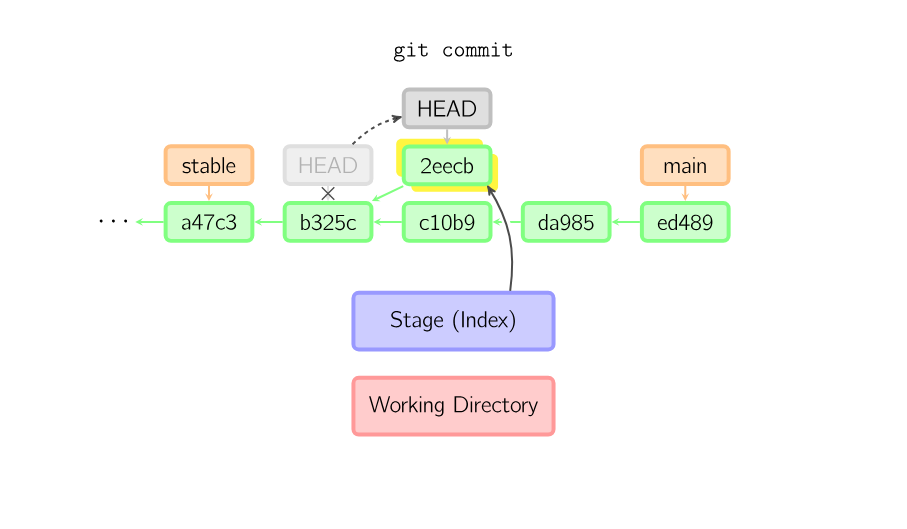 git commit
HEAD
stable
HEAD
2eecb
main
...
a47c3
b325c
c10b9
da985
ed489
Stage (Index)
Working Directory